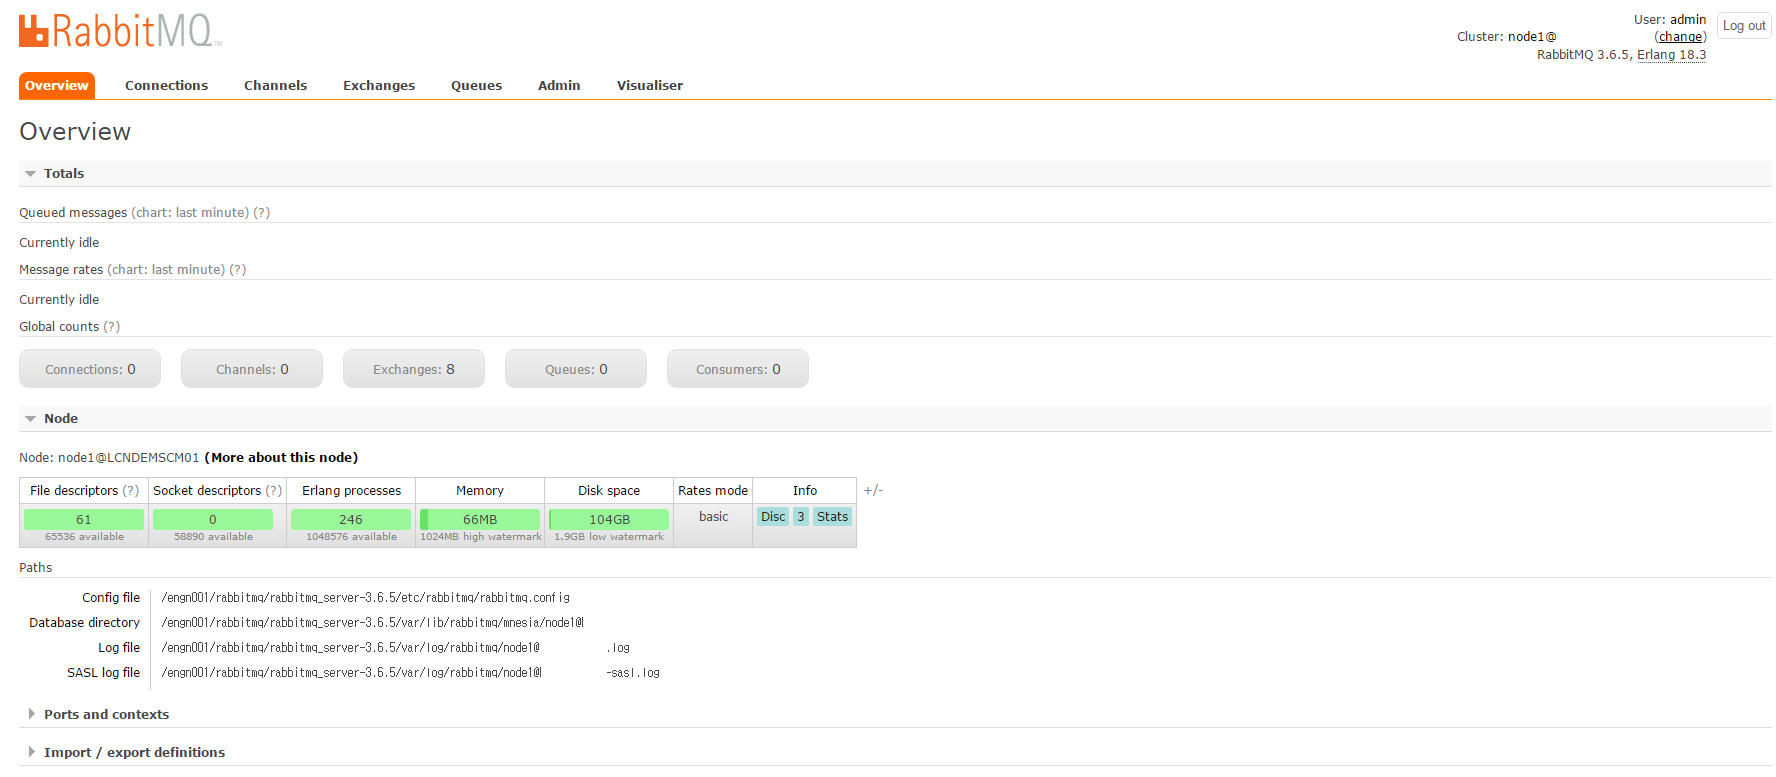 RabbitMQ™
User: admin
Cluster: node1@ (change)
RabbitMQ 3.6.5, Erlang 18.3
Log out
Overview Connections Channels Exchanges Queues Admin Visualiser
Overview
Totals
Queued messages (chart: last minute) (?)
Currently idle
Message rates (chart: last minute) (?)
Currently idle
Global counts (?)
Connections: 0 Channels: 0 Exchanges: 8 Queues: 0 Consumers: 0
Node
Node: node1@LCNDEMSCM01 (More about this node)
File descriptors (?) Socket descriptors (?) Erlang processes Memory Disk space Rates mode Info +/-
61 0 246 66MB 104GB basic Disc 3 Stats
65536 available 58890 available 1048576 available 1024MB high watermark 1.9GB low watermark
Paths
Config file /engn001/rabbitmq/rabbitmq_server-3.6.5/etc/rabbitmq/rabbitmq.config
Database directory /engn001/rabbitmq/rabbitmq_server-3.6.5/var/lib/rabbitmq/mnesia/node1@
Log file /engn001/rabbitmq/rabbitmq_server-3.6.5/var/log/rabbitmq/node1@ .log
SASL log file /engn001/rabbitmq/rabbitmq_server-3.6.5/var/log/rabbitmq/node1@ -sasl.log
Ports and contexts
Import / export definitions